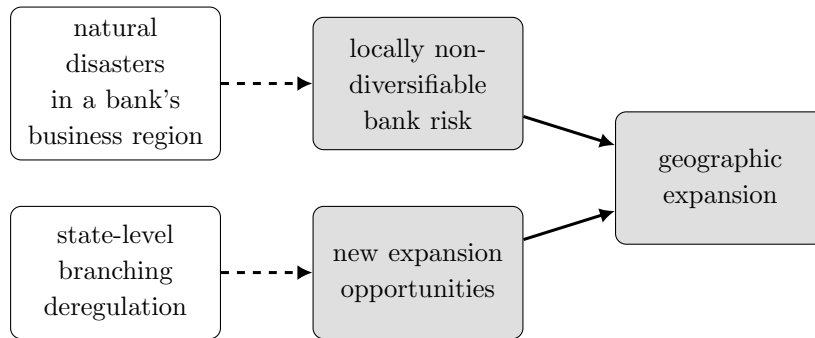 natural
disasters
in a bank's
business region
locally non-
diversifiable
bank risk
geographic
expansion
state-level
branching
deregulation
new expansion
opportunities